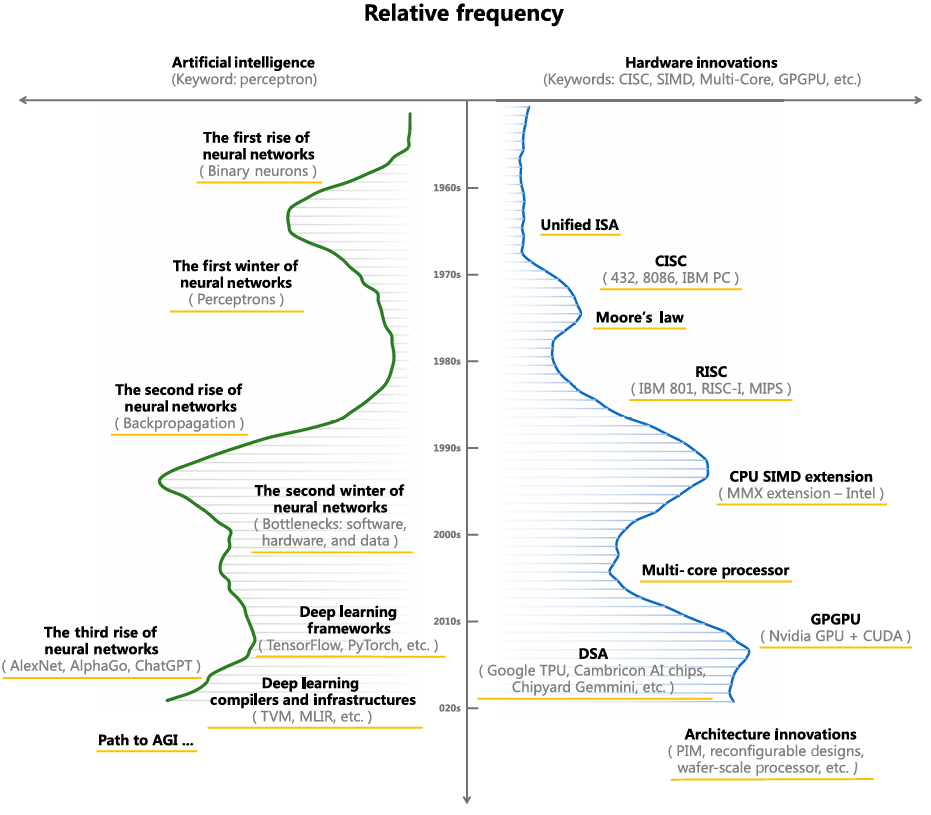 Relative frequency
Artificial intelligence
(Keyword: perceptron)
Hardware innovations
(Keywords: CISC, SIMD, Multi-Core, GPGPU, etc.)
The first rise of
neural networks
( Binary neurons )
1960s
Unified ISA
The first winter of
neural networks
( Perceptrons )
1970s
CISC
( 432, 8086, IBM PC )
Moore's law
1980s
RISC
( IBM 801, RISC-I, MIPS )
The second rise of
neural networks
( Backpropagation )
1990s
CPU SIMD extension
( MMX extension – Intel )
The second winter of
neural networks
( Bottlenecks: software,
hardware, and data )
2000s
Multi-core processor
Deep learning
frameworks
( TensorFlow, PyTorch, etc. )
2010s
GPGPU
( Nvidia GPU + CUDA )
The third rise of
neural networks
( AlexNet, AlphaGo, ChatGPT )
DSA
( Google TPU, Cambricon AI chips,
Chipyard Gemmini, etc. )
Deep learning
compilers and infrastructures
( TVM, MLIR, etc. )
020s
Path to AGI ...
Architecture innovations
( PIM, reconfigurable designs,
wafer-scale processor, etc. )